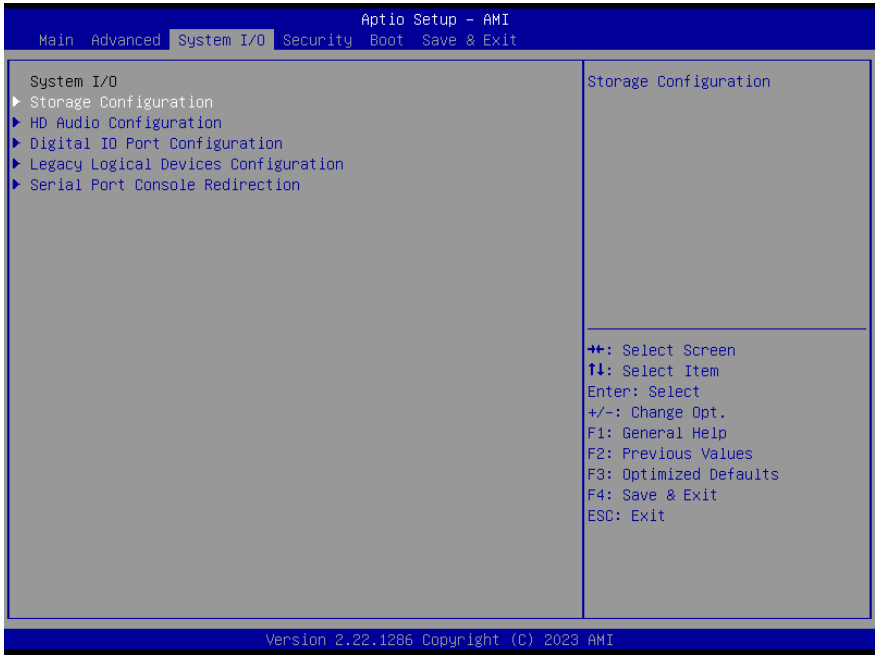 Aptio Setup – AMI
Main Advanced System I/O Security Boot Save & Exit
System I/O
▶ Storage Configuration
▶ HD Audio Configuration
▶ Digital IO Port Configuration
▶ Legacy Logical Devices Configuration
▶ Serial Port Console Redirection
Storage Configuration
→←: Select Screen
↑↓: Select Item
Enter: Select
+/-: Change Opt.
F1: General Help
F2: Previous Values
F3: Optimized Defaults
F4: Save & Exit
ESC: Exit
Version 2.22.1286 Copyright (C) 2023 AMI